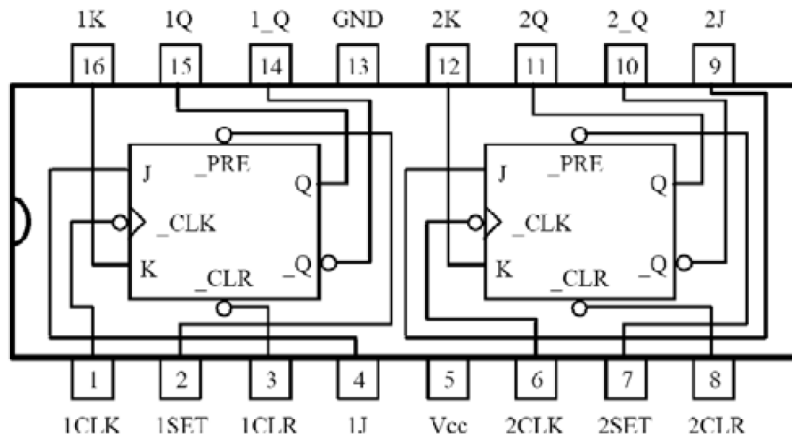 1K 1Q 1_Q GND 2K 2Q 2_Q 2J
16 15 14 13 12 11 10 9
_PRE _PRE
J Q J Q
_CLK _CLK
K _Q K _Q
_CLR _CLR
1 2 3 4 5 6 7 8
1CLK 1SET 1CLR 1J Vcc 2CLK 2SET 2CLR